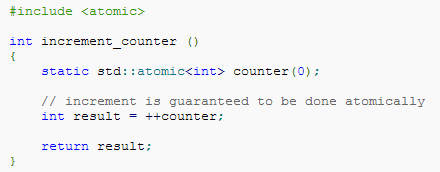 #include <atomic>
int increment_counter ()
{
static std::atomic<int> counter(0);
// increment is guaranteed to be done atomically
int result = ++counter;
return result;
}